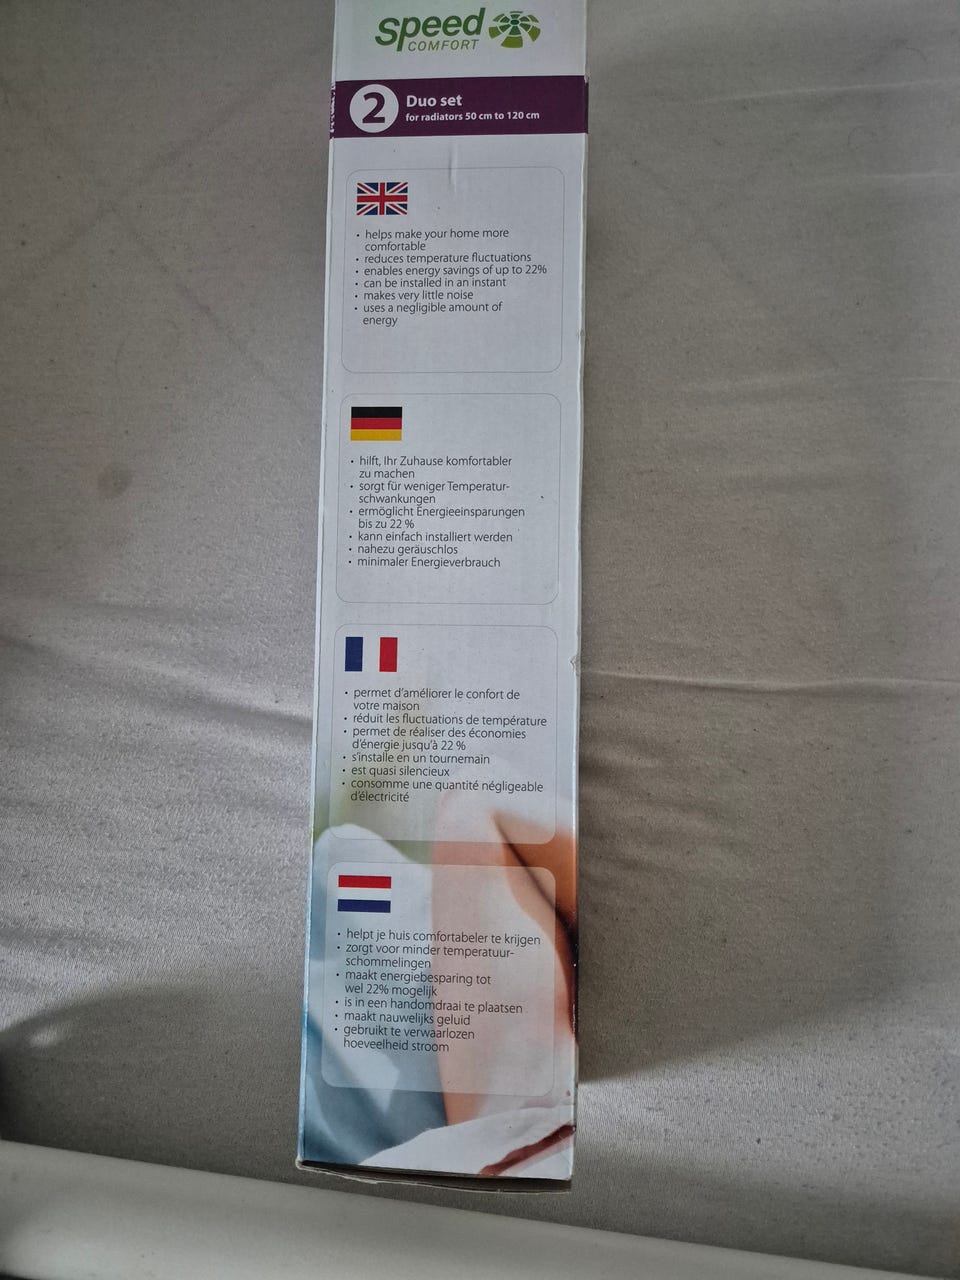 speed
COMFORT
2 Duo set
for radiators 50 cm to 120 cm
• helps make your home more
comfortable
• reduces temperature fluctuations
• enables energy savings of up to 22%
• can be installed in an instant
• makes very little noise
• uses a negligible amount of
energy
• hilft, Ihr Zuhause komfortabler
zu machen
• sorgt für weniger Temperatur-
schwankungen
• ermöglicht Energieeinsparungen
bis zu 22 %
• kann einfach installiert werden
• nahezu geräuschlos
• minimaler Energieverbrauch
• permet d'améliorer le confort de
votre maison
• réduit les fluctuations de température
• permet de réaliser des économies
d'énergie jusqu'à 22 %
• s'installe en un tournemain
• est quasi silencieux
• consomme une quantité négligeable
d'électricité
• helpt je huis comfortabeler te krijgen
• zorgt voor minder temperatuur-
schommelingen
• maakt energiebesparing tot
wel 22% mogelijk
• is in een handomdraai te plaatsen
• maakt nauwelijks geluid
• gebruikt te verwaarlozen
hoeveelheid stroom